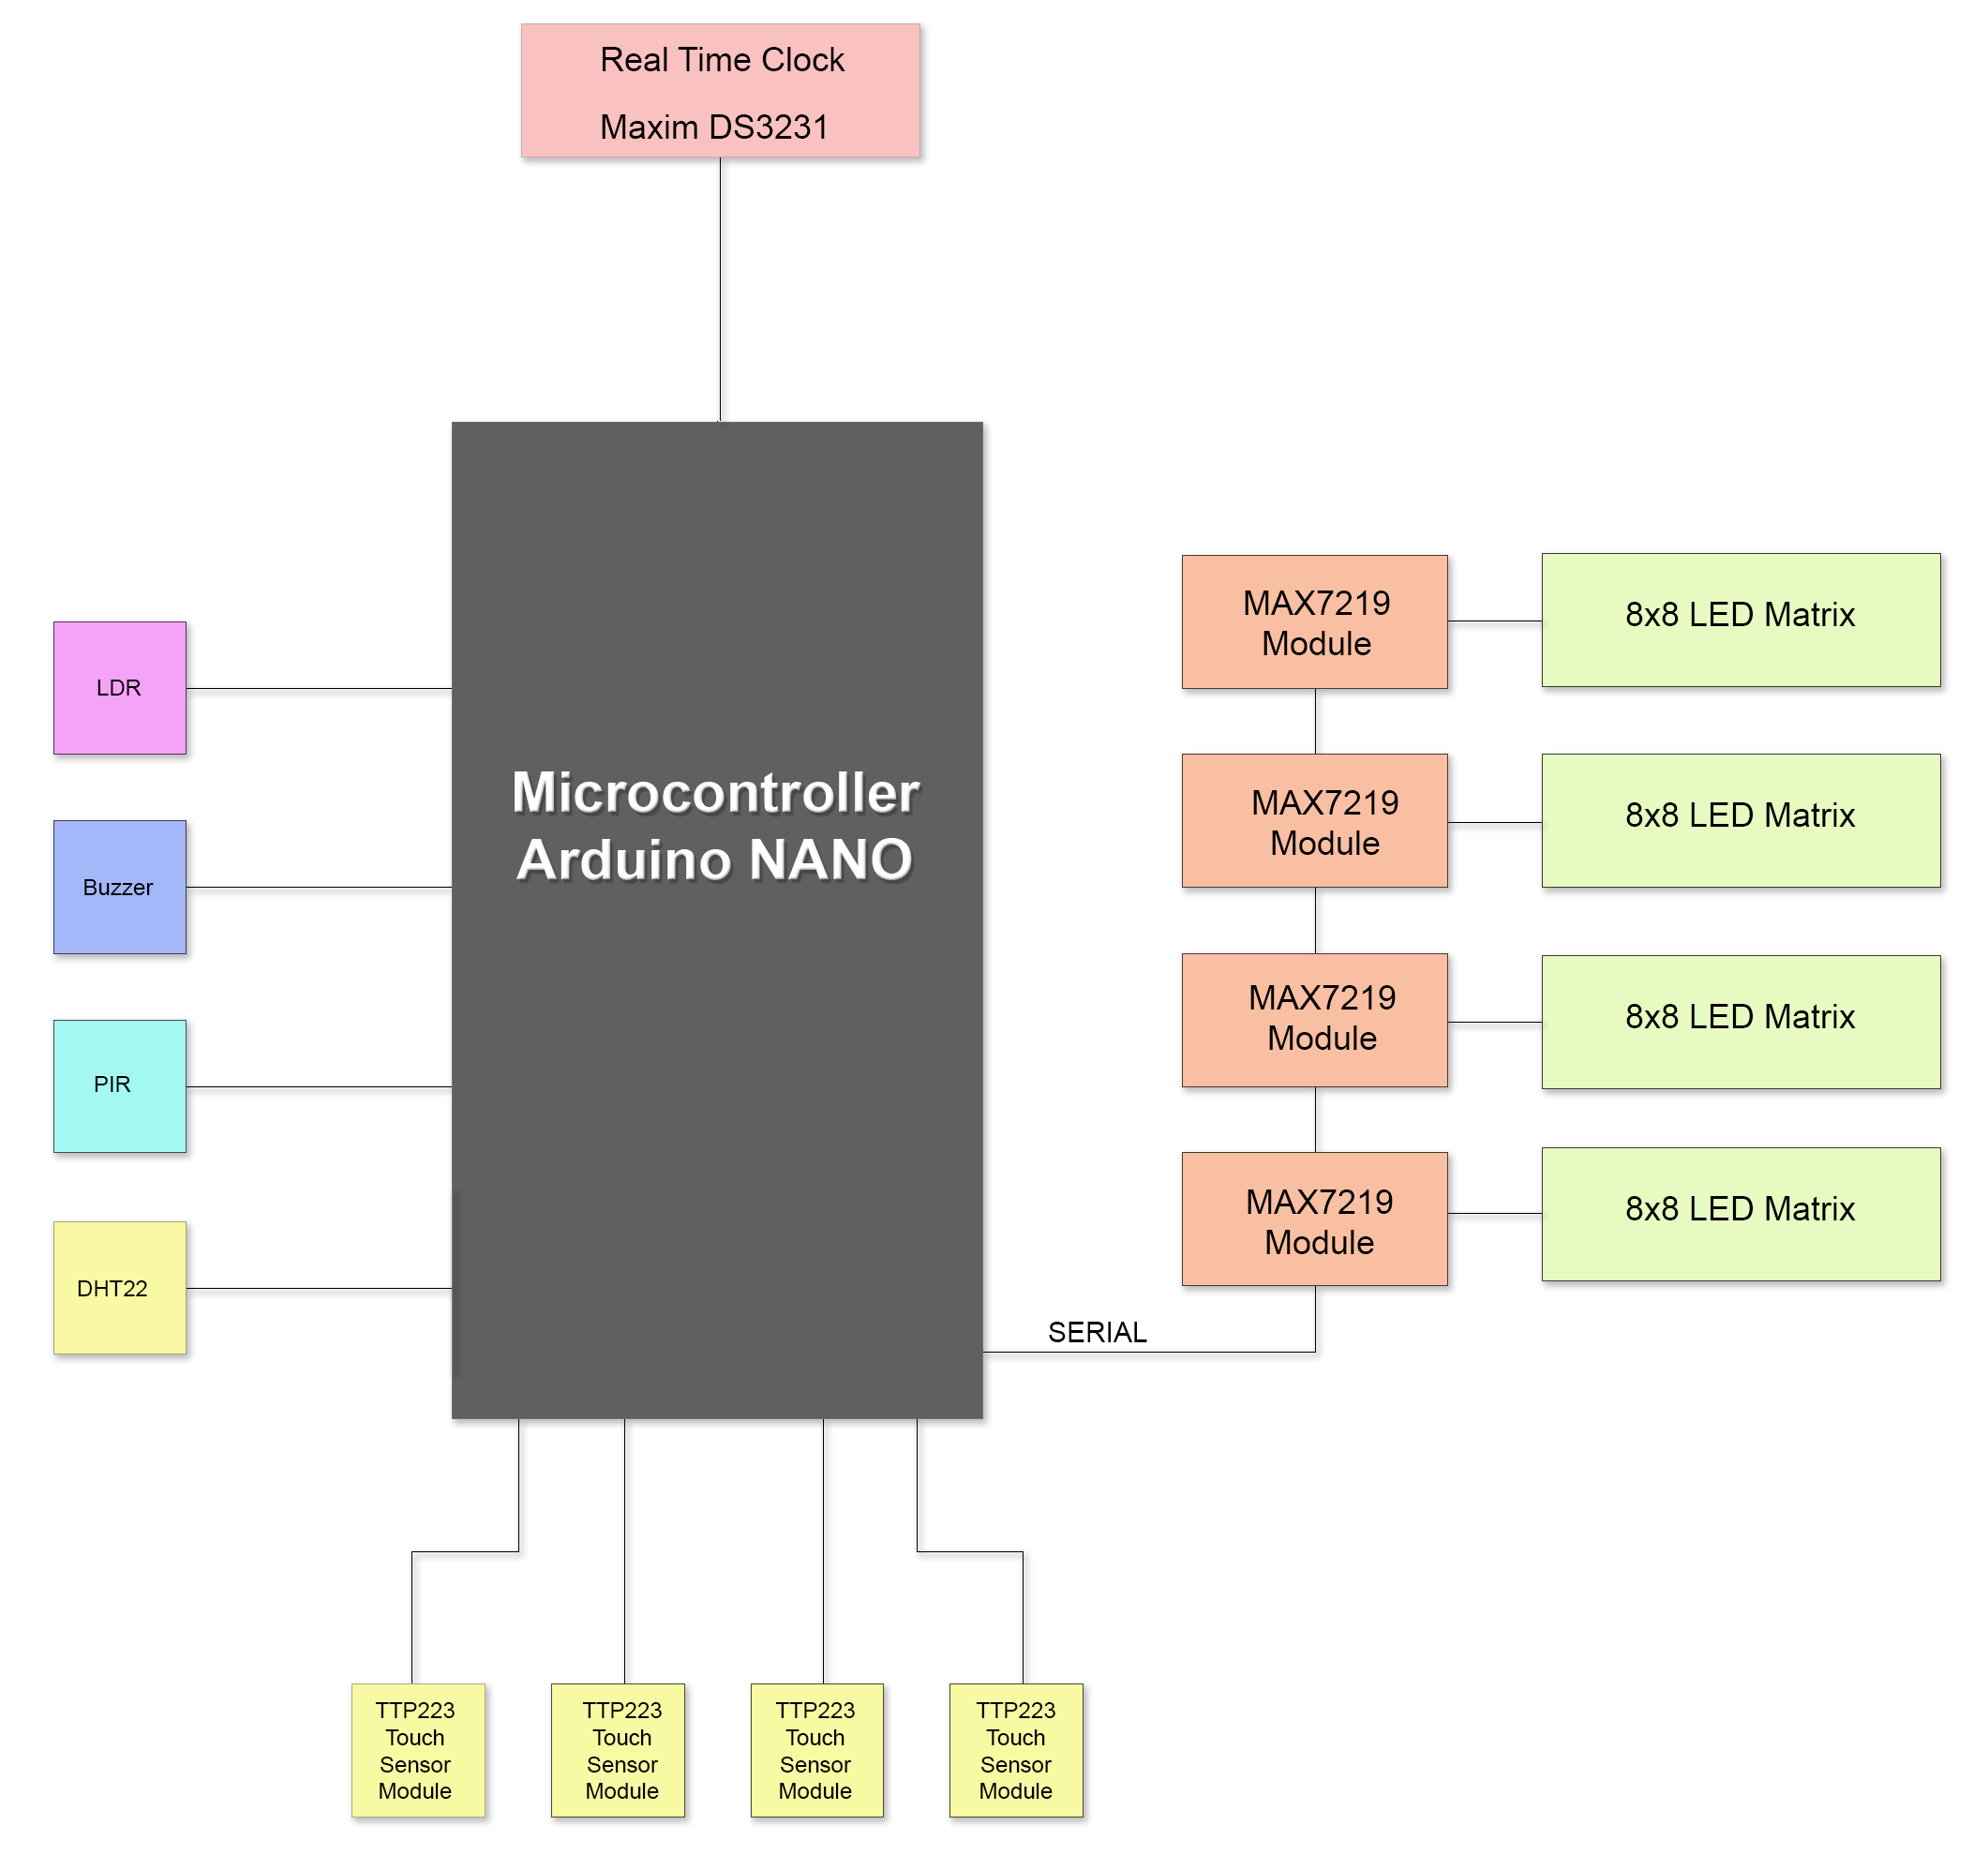 Real Time Clock
Maxim DS3231
Microcontroller
Arduino NANO
LDR
Buzzer
PIR
DHT22
MAX7219
Module
8x8 LED Matrix
MAX7219
Module
8x8 LED Matrix
MAX7219
Module
8x8 LED Matrix
MAX7219
Module
8x8 LED Matrix
SERIAL
TTP223
Touch
Sensor
Module
TTP223
Touch
Sensor
Module
TTP223
Touch
Sensor
Module
TTP223
Touch
Sensor
Module